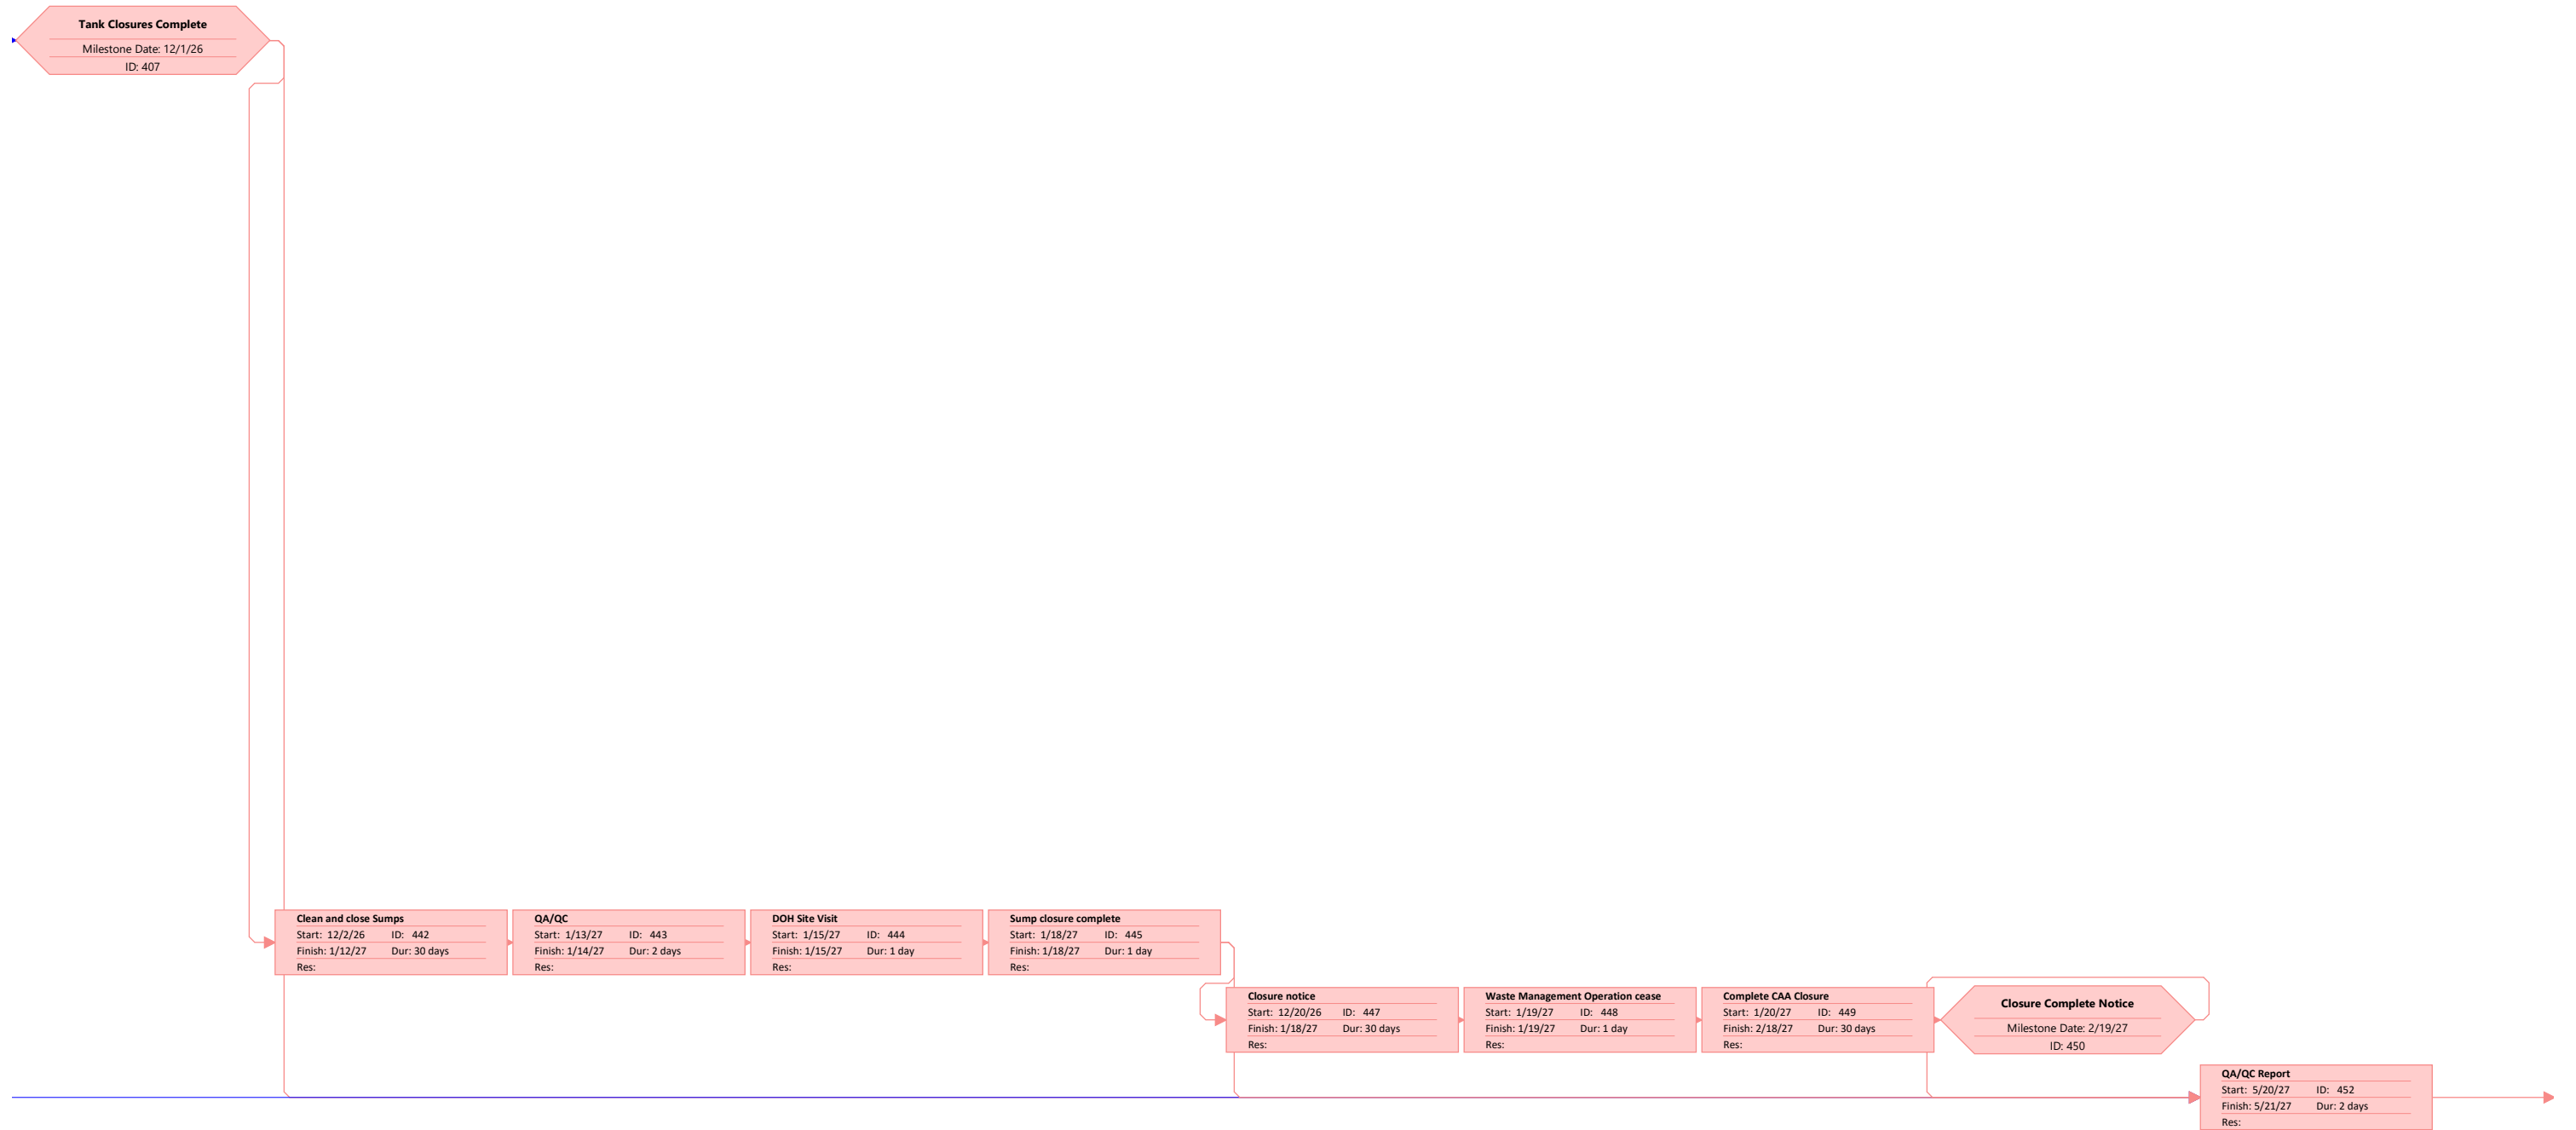 Tank Closures Complete
Milestone Date: 12/1/26
ID: 407
Clean and close Sumps
Start: 12/2/26 ID: 442
Finish: 1/12/27 Dur: 30 days
Res:
QA/QC
Start: 1/13/27 ID: 443
Finish: 1/14/27 Dur: 2 days
Res:
DOH Site Visit
Start: 1/15/27 ID: 444
Finish: 1/15/27 Dur: 1 day
Res:
Sump closure complete
Start: 1/18/27 ID: 445
Finish: 1/18/27 Dur: 1 day
Res:
Closure notice
Start: 12/20/26 ID: 447
Finish: 1/18/27 Dur: 30 days
Res:
Waste Management Operation cease
Start: 1/19/27 ID: 448
Finish: 1/19/27 Dur: 1 day
Res:
Complete CAA Closure
Start: 1/20/27 ID: 449
Finish: 2/18/27 Dur: 30 days
Res:
Closure Complete Notice
Milestone Date: 2/19/27
ID: 450
QA/QC Report
Start: 5/20/27 ID: 452
Finish: 5/21/27 Dur: 2 days
Res: